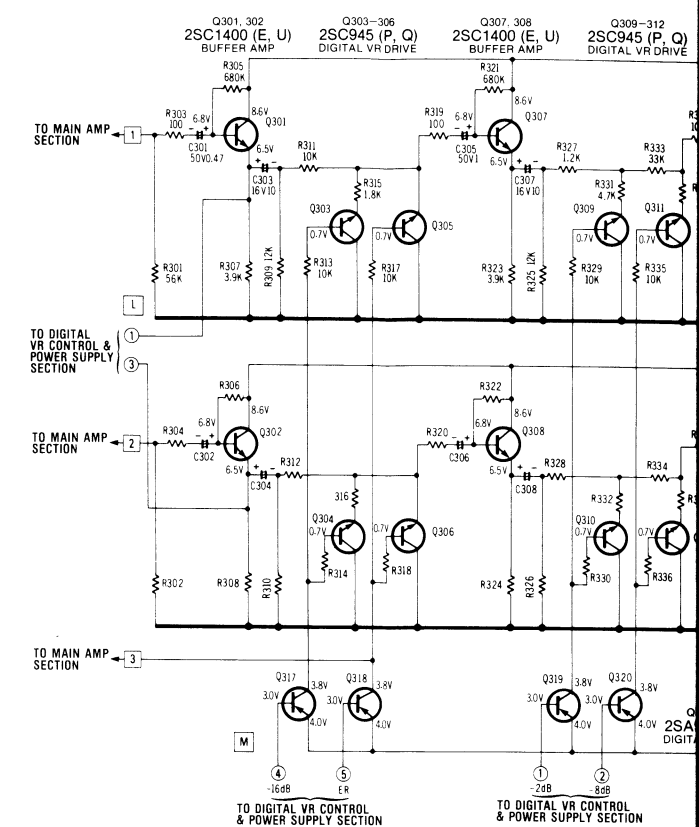 Q301, 302
2SC1400 (E, U)
BUFFER AMP
Q303–306
2SC945 (P, Q)
DIGITAL VR DRIVE
Q307, 308
2SC1400 (E, U)
BUFFER AMP
Q309–312
2SC945 (P, Q)
DIGITAL VR DRIVE
R305
680K
8.6V
Q301
R303
100
6.8V
- +
C301
50V0.47
6.5V
+ -
C303
16V10
R311
10K
R315
1.8K
Q303
0.7V
0.7V
Q305
R319
100
6.8V
- +
C305
50V1
R321
680K
8.6V
Q307
6.5V
+ -
C307
16V10
R327
1.2K
R331
4.7K
R333
33K
Q309
0.7V
Q311
0.7V
TO MAIN AMP
SECTION
1
R301
56K
R307
3.9K
R309 12K
R313
10K
R317
10K
R323
3.9K
R325 12K
R329
10K
R335
10K
L
TO DIGITAL
VR CONTROL &
POWER SUPPLY
SECTION
1
3
R306
8.6V
R304
6.8V
- +
C302
Q302
6.5V
+ -
C304
R312
316
Q304
0.7V
0.7V
Q306
R320
6.8V
- +
C306
R322
8.6V
Q308
6.5V
+ -
C308
R328
R332
R334
Q310
0.7V
0.7V
TO MAIN AMP
SECTION
2
R302
R308
R310
R314
R318
R324
R326
R330
R336
TO MAIN AMP
SECTION
3
Q317
3.8V
3.0V
4.0V
Q318
3.8V
3.0V
4.0V
Q319
3.8V
3.0V
4.0V
Q320
3.8V
3.0V
4.0V
M
4
-16dB
5
ER
1
-2dB
2
-8dB
TO DIGITAL VR CONTROL
& POWER SUPPLY SECTION
TO DIGITAL VR CONTROL
& POWER SUPPLY SECTION